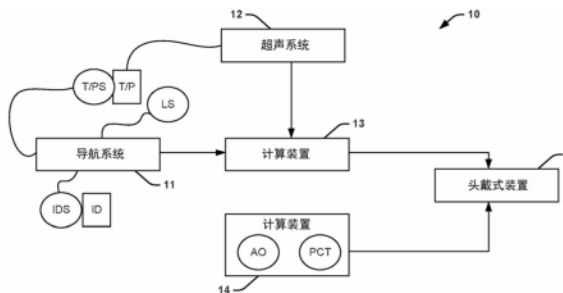 10
12
超声系统
T/PS
T/P
LS
13
导航系统
计算装置
11
头戴式装置
IDS
ID
计算装置
AO
PCT
14